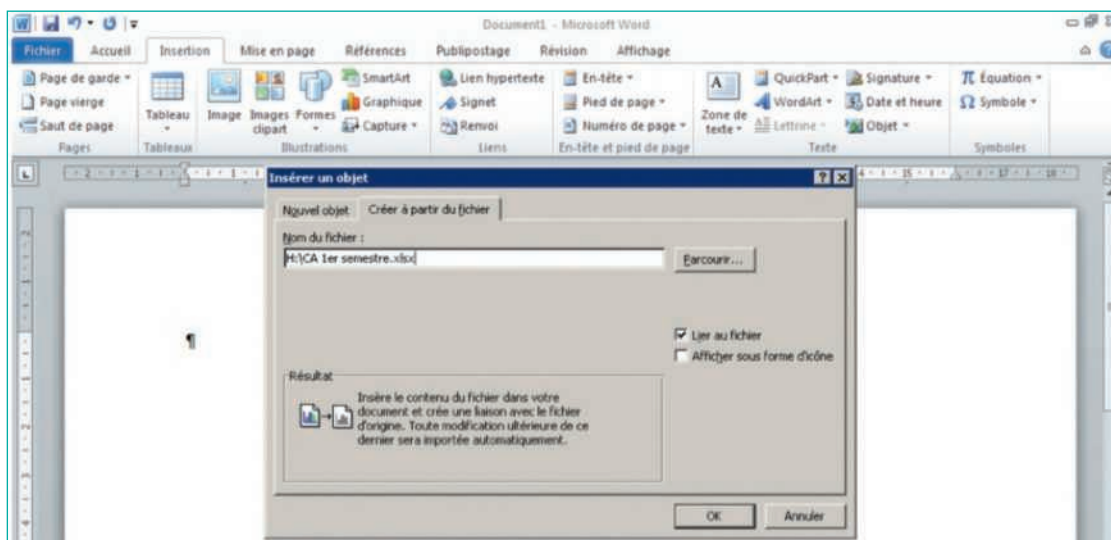 Document1 - Microsoft Word
Fichier Accueil Insertion Mise en page Références Publipostage Révision Affichage
Page de garde
Page vierge
Saut de page
Pages
Tableau
Tableaux
Image
Images clipart
Formes
SmartArt
Graphique
Capture
Illustrations
Lien hypertexte
Signet
Renvoi
Liens
En-tête
Pied de page
Numéro de page
En-tête et pied de page
Zone de texte
QuickPart
WordArt
Lettrine
Signature
Date et heure
Objet
Texte
Équation
Symbole
Symboles
Insérer un objet
Nouvel objet Créer à partir du fichier
Nom du fichier :
H:\CA 1er semestre.xlsx
Parcourir...
Lier au fichier
Afficher sous forme d'icône
Résultat
Insère le contenu du fichier dans votre
document et crée une liaison avec le fichier
d'origine. Toute modification ultérieure de ce
dernier sera importée automatiquement.
OK Annuler